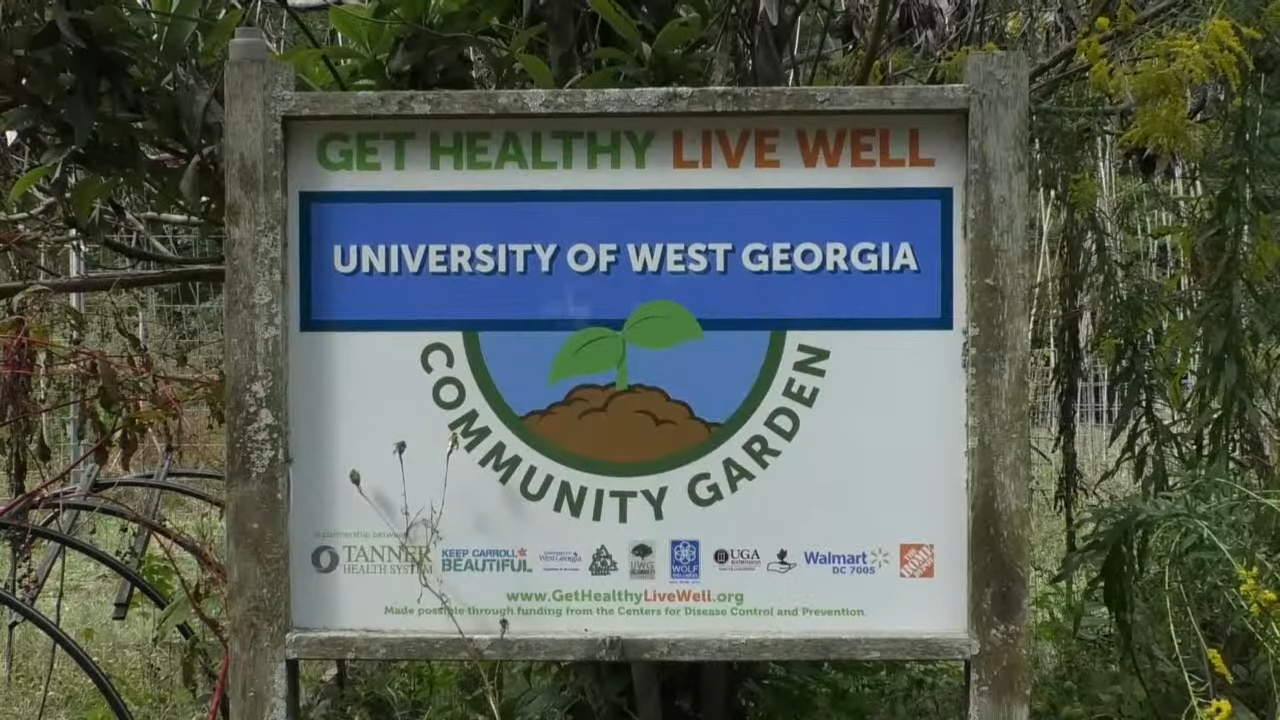 GET HEALTHY LIVE WELL
UNIVERSITY OF WEST GEORGIA
COMMUNITY GARDEN
a partnership between
TANNER
HEALTH SYSTEM
KEEP CARROLL
BEAUTIFUL
West Georgia
UWG
WOLF
WELLNESS
UGA
Walmart
DC 7005
THE HOME DEPOT
www.GetHealthyLiveWell.org
Made possible through funding from the Centers for Disease Control and Prevention